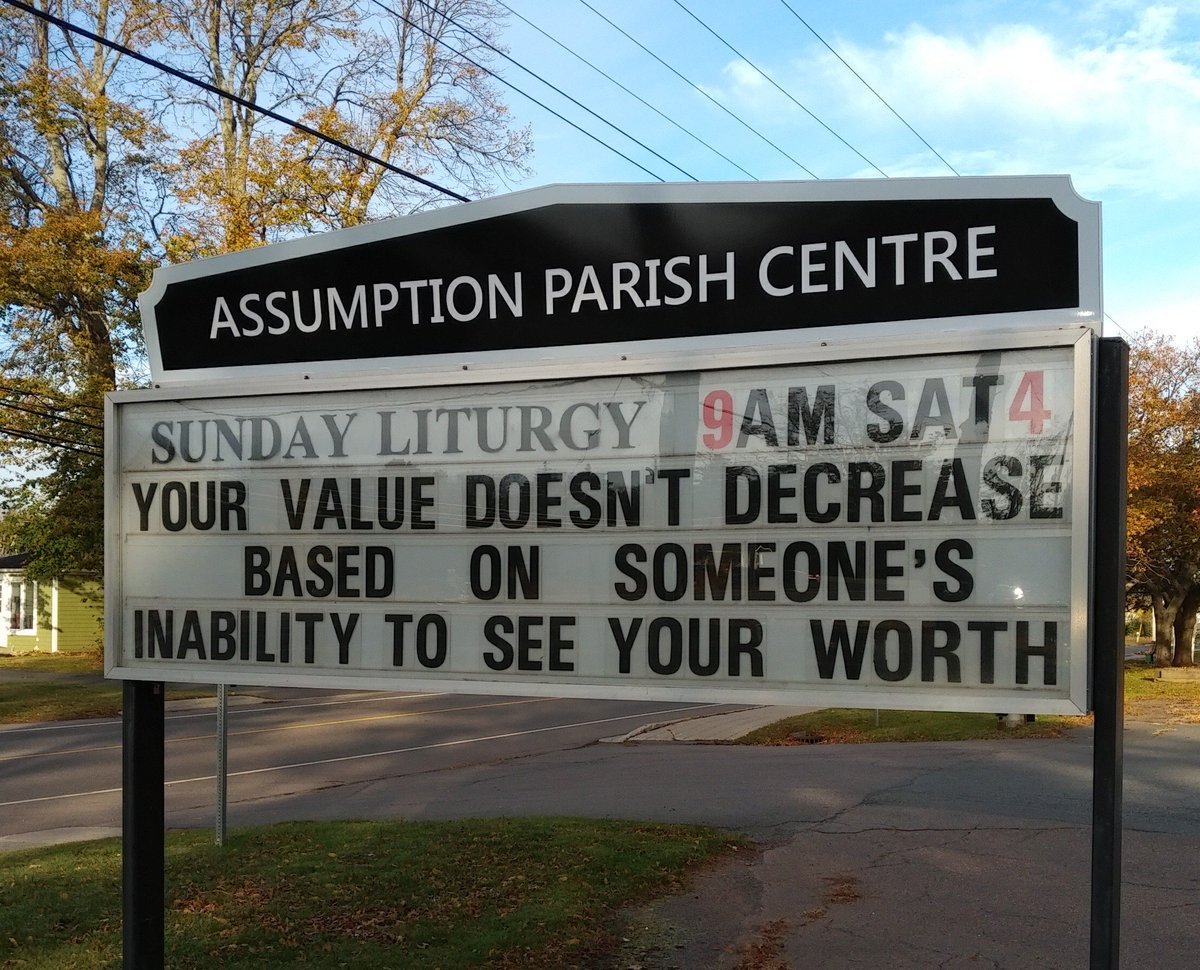 ASSUMPTION PARISH CENTRE
SUNDAY LITURGY 9AM SAT 4
YOUR VALUE DOESN'T DECREASE
BASED ON SOMEONE'S
INABILITY TO SEE YOUR WORTH